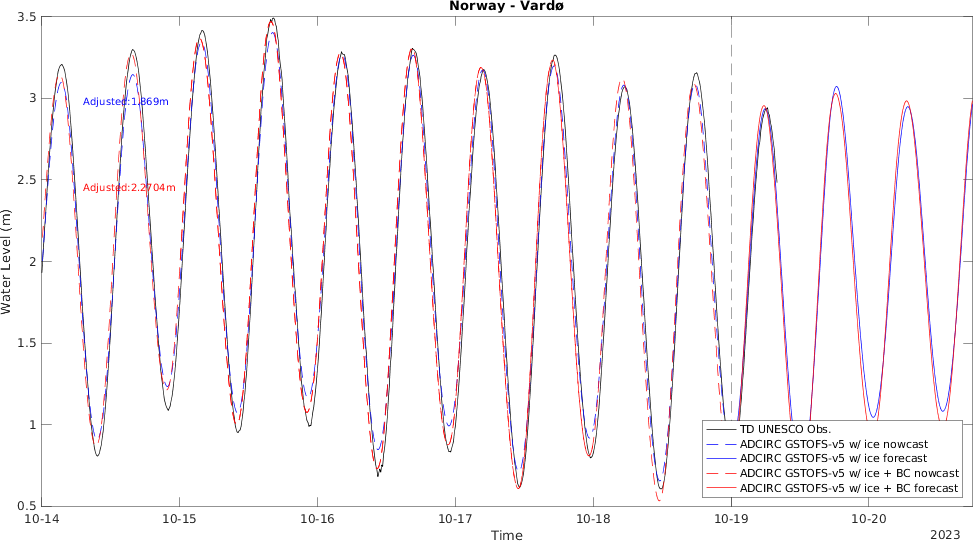 Norway - Vardø
3.5
3
2.5
2
1.5
1
0.5
Water Level (m)
Adjusted:1.869m
Adjusted:2.2704m
TD UNESCO Obs.
ADCIRC GSTOFS-v5 w/ ice nowcast
ADCIRC GSTOFS-v5 w/ ice forecast
ADCIRC GSTOFS-v5 w/ ice + BC nowcast
ADCIRC GSTOFS-v5 w/ ice + BC forecast
10-14 10-15 10-16 10-17 10-18 10-19 10-20
Time
2023